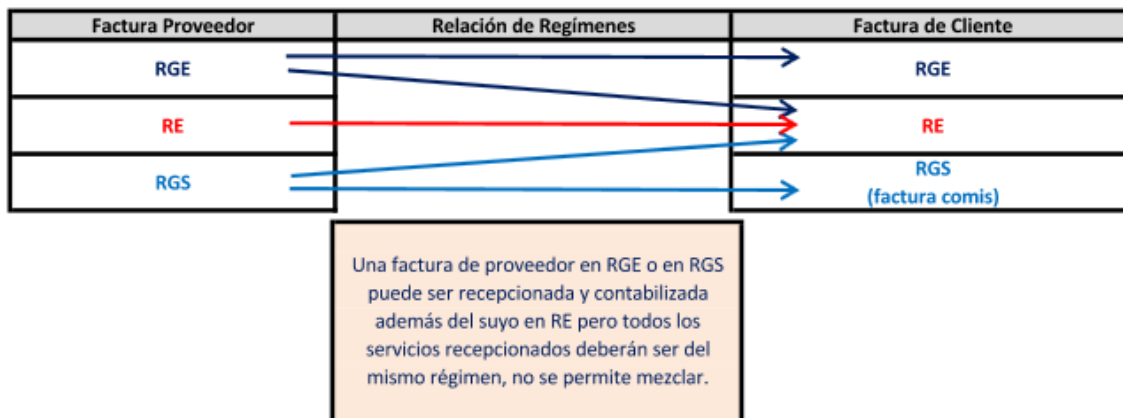 Factura Proveedor Relación de Regímenes Factura de Cliente
RGE RGE
RE RE
RGS RGS
(factura comis)
Una factura de proveedor en RGE o en RGS
puede ser recepcionada y contabilizada
además del suyo en RE pero todos los
servicios recepcionados deberán ser del
mismo régimen, no se permite mezclar.